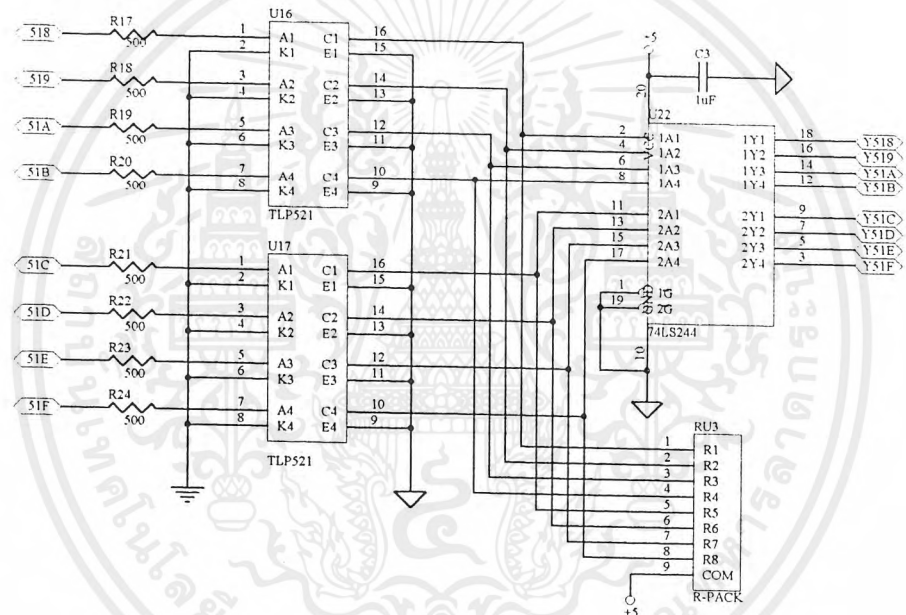 U16
518 R17 500 1 A1 C1 16
2 K1 E1 15
519 R18 500 3 A2 C2 14
4 K2 E2 13
51A R19 500 5 A3 C3 12
6 K3 E3 11
51B R20 500 7 A4 C4 10
8 K4 E4 9
TLP521
U17
51C R21 500 1 A1 C1 16
2 K1 E1 15
51D R22 500 3 A2 C2 14
4 K2 E2 13
51E R23 500 5 A3 C3 12
6 K3 E3 11
51F R24 500 7 A4 C4 10
8 K4 E4 9
TLP521
+5
C3
1uF
20
U22
VCC
2 1A1 1Y1 18 Y518
4 1A2 1Y2 16 Y519
6 1A3 1Y3 14 Y51A
8 1A4 1Y4 12 Y51B
11 2A1 2Y1 9 Y51C
13 2A2 2Y2 7 Y51D
15 2A3 2Y3 5 Y51E
17 2A4 2Y4 3 Y51F
1 1G
19 2G
GND
10
74LS244
RU3
1 R1
2 R2
3 R3
4 R4
5 R5
6 R6
7 R7
8 R8
9 COM
R-PACK
+5